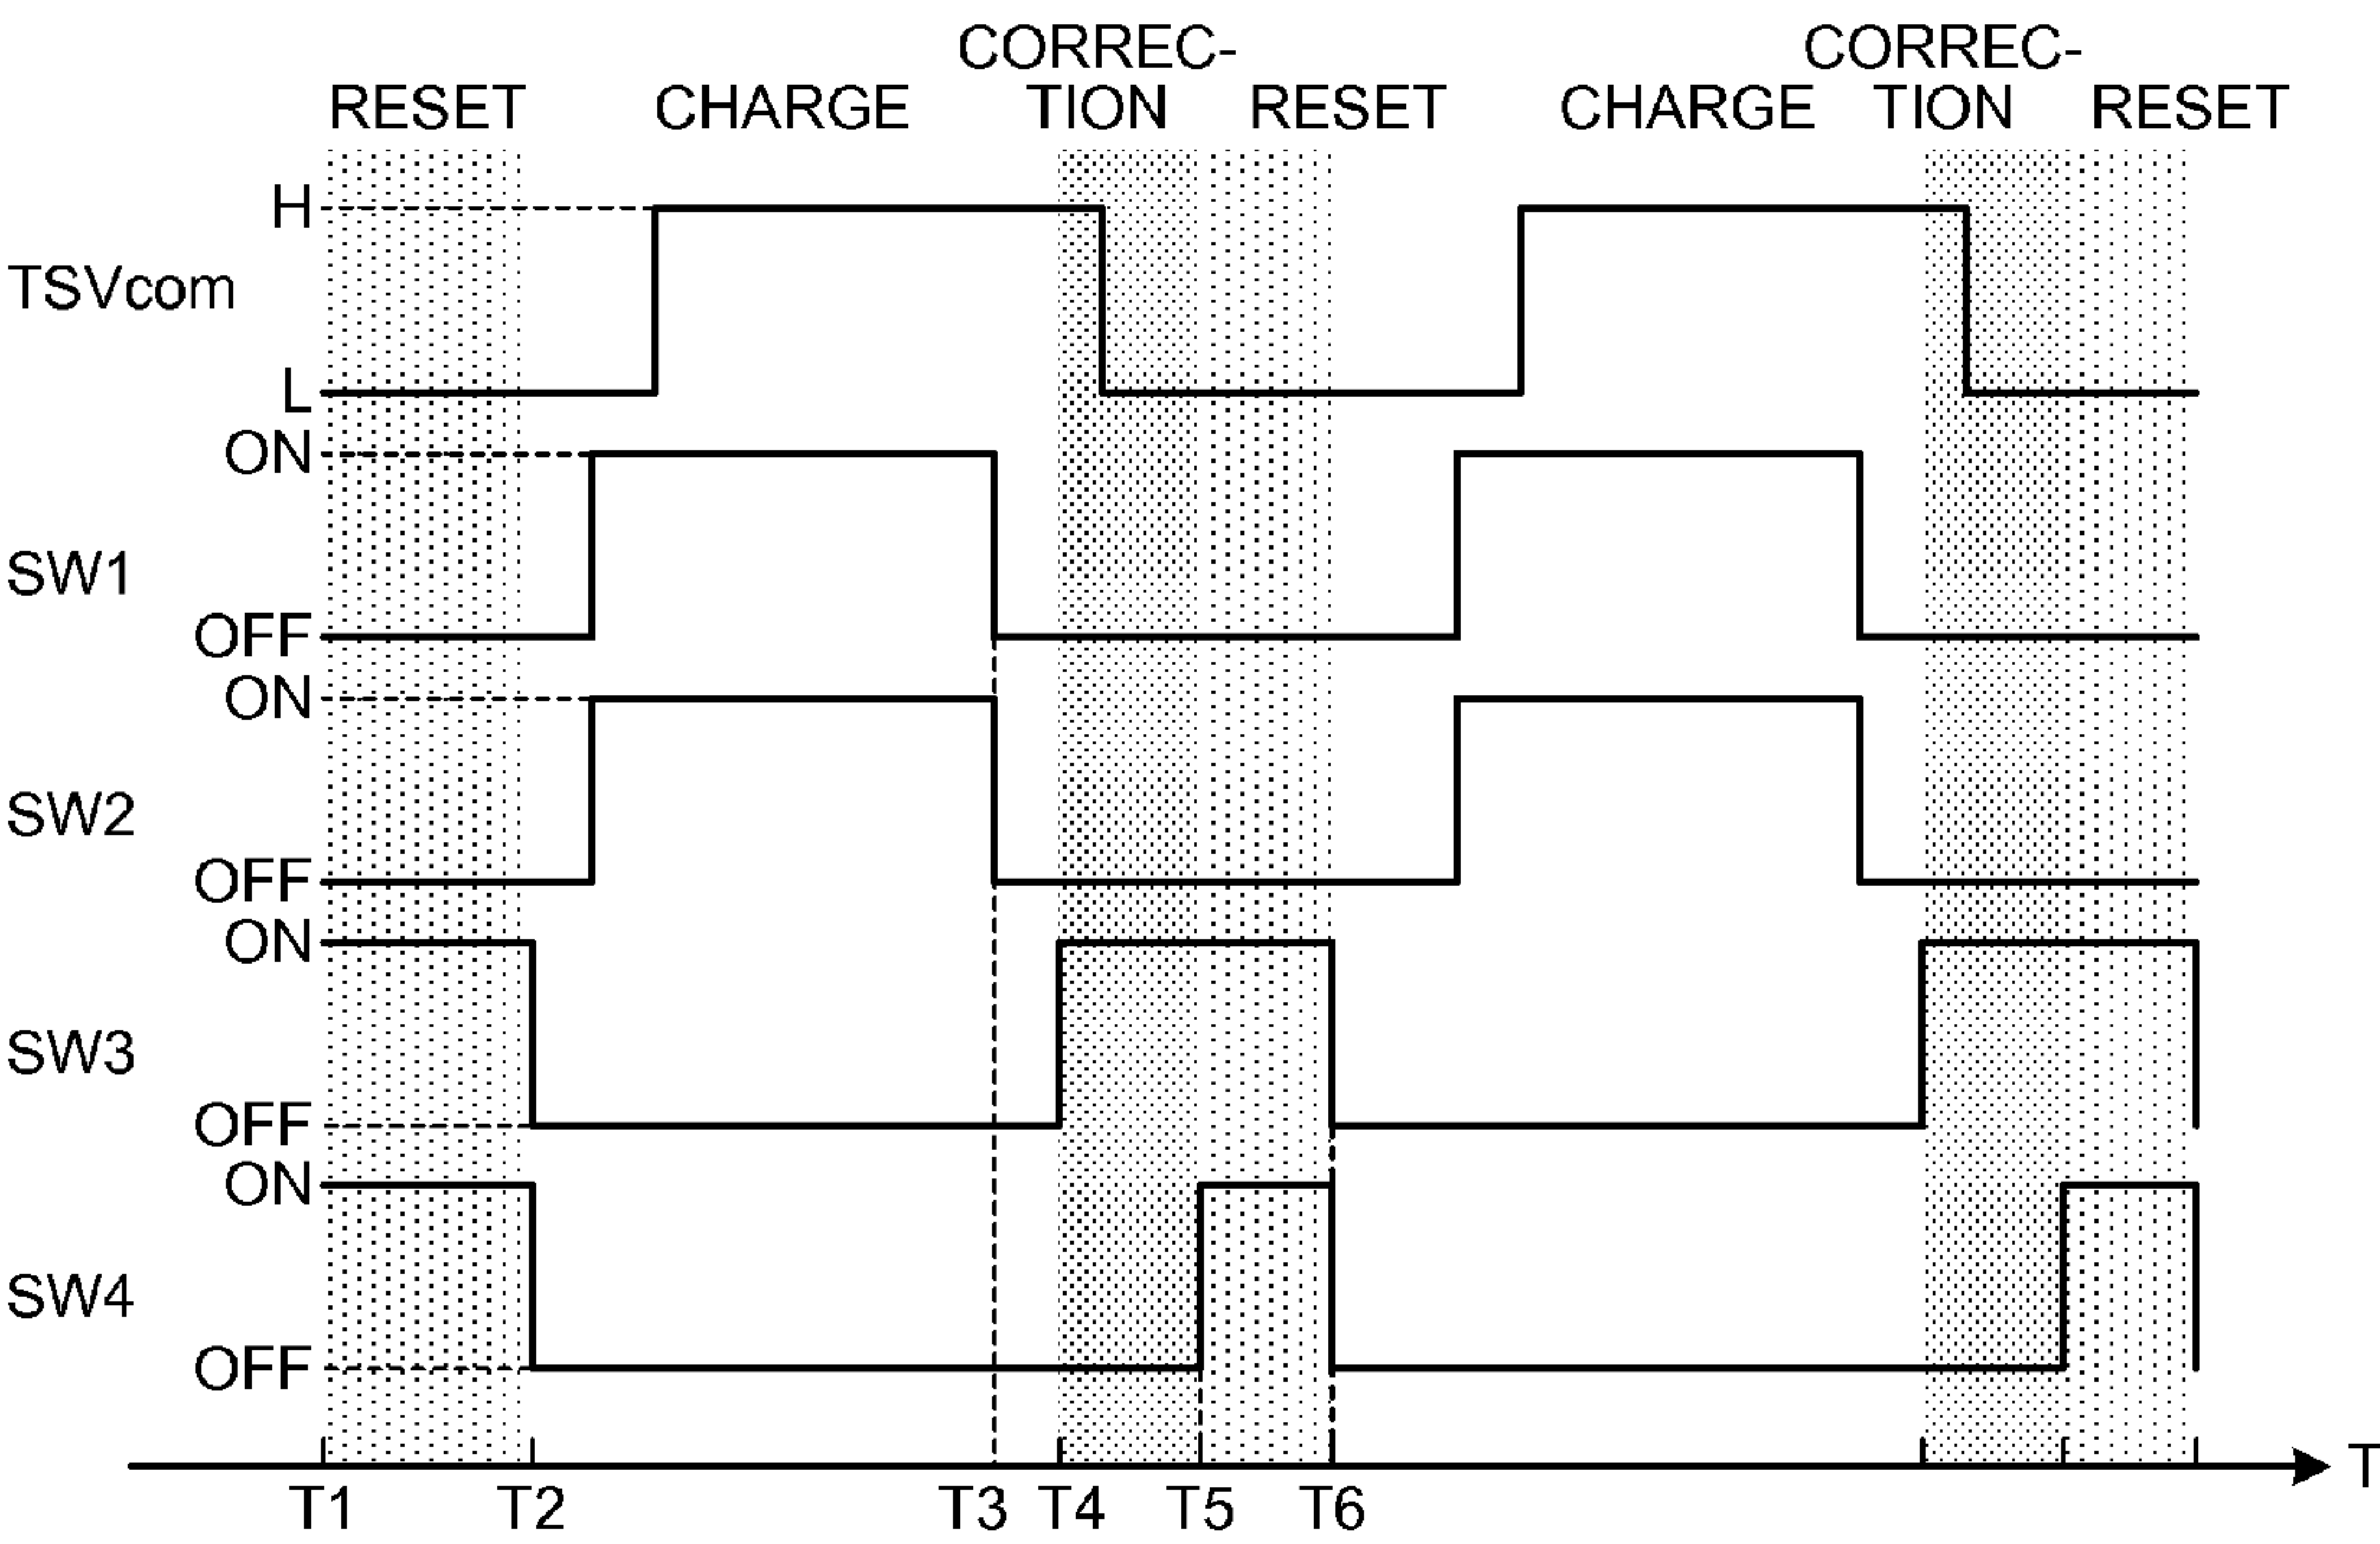 CORREC- CORREC-
RESET CHARGE TION RESET CHARGE TION RESET
H
TSVcom
L
ON
SW1
OFF
ON
SW2
OFF
ON
SW3
OFF
ON
SW4
OFF
T
T1 T2 T3 T4 T5 T6